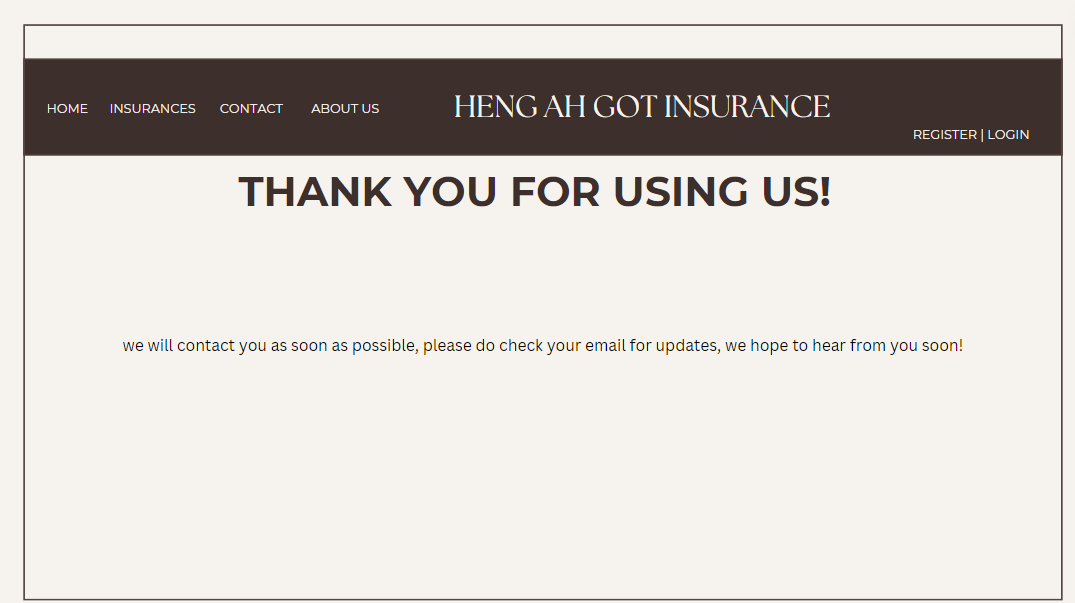 HOME INSURANCES CONTACT ABOUT US HENG AH GOT INSURANCE
REGISTER | LOGIN
THANK YOU FOR USING US!
we will contact you as soon as possible, please do check your email for updates, we hope to hear from you soon!